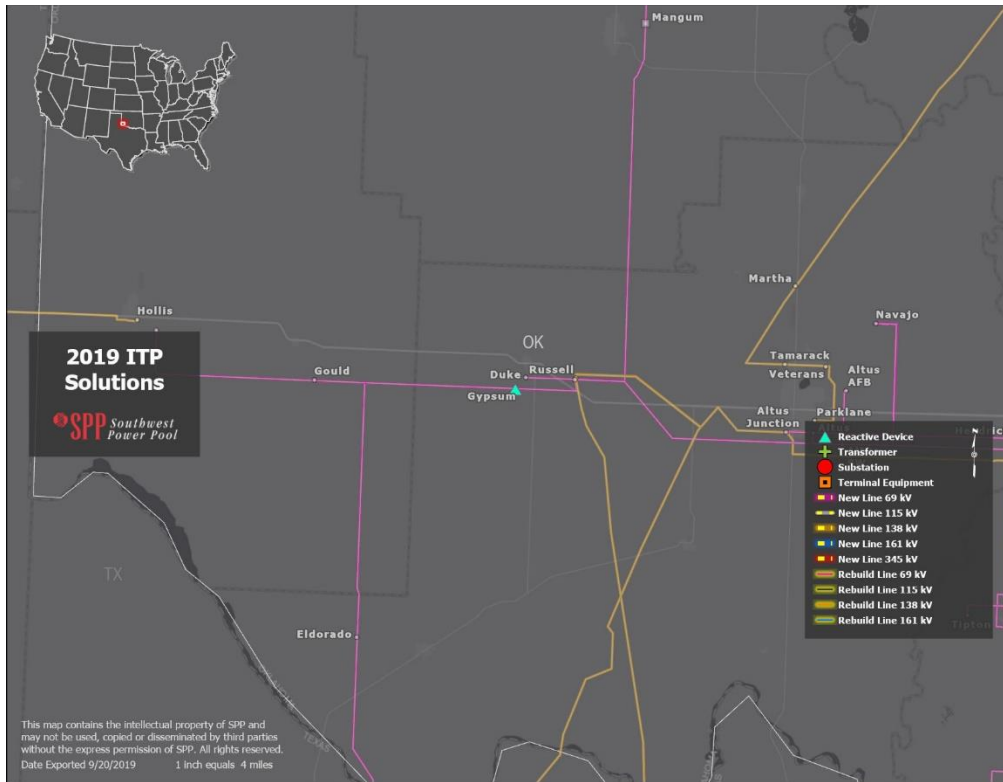 Mangum
Martha
Hollis
Navajo
OK
Tamarack
Gould
Duke
Russell
Veterans
Altus
AFB
Gypsum
Altus
Junction
Parklane
2019 ITP
Solutions
SPP Southwest
Power Pool
Altus
Hendric
N
Reactive Device
Transformer
Substation
Terminal Equipment
New Line 69 kV
New Line 115 kV
New Line 138 kV
New Line 161 kV
New Line 345 kV
Rebuild Line 69 kV
Rebuild Line 115 kV
Rebuild Line 138 kV
Rebuild Line 161 kV
TX
Tipton
Eldorado
OKLAHOMA
TEXAS
This map contains the intellectual property of SPP and
may not be used, copied or disseminated by third parties
without the express permission of SPP. All rights reserved.
Date Exported 9/20/2019 1 inch equals 4 miles